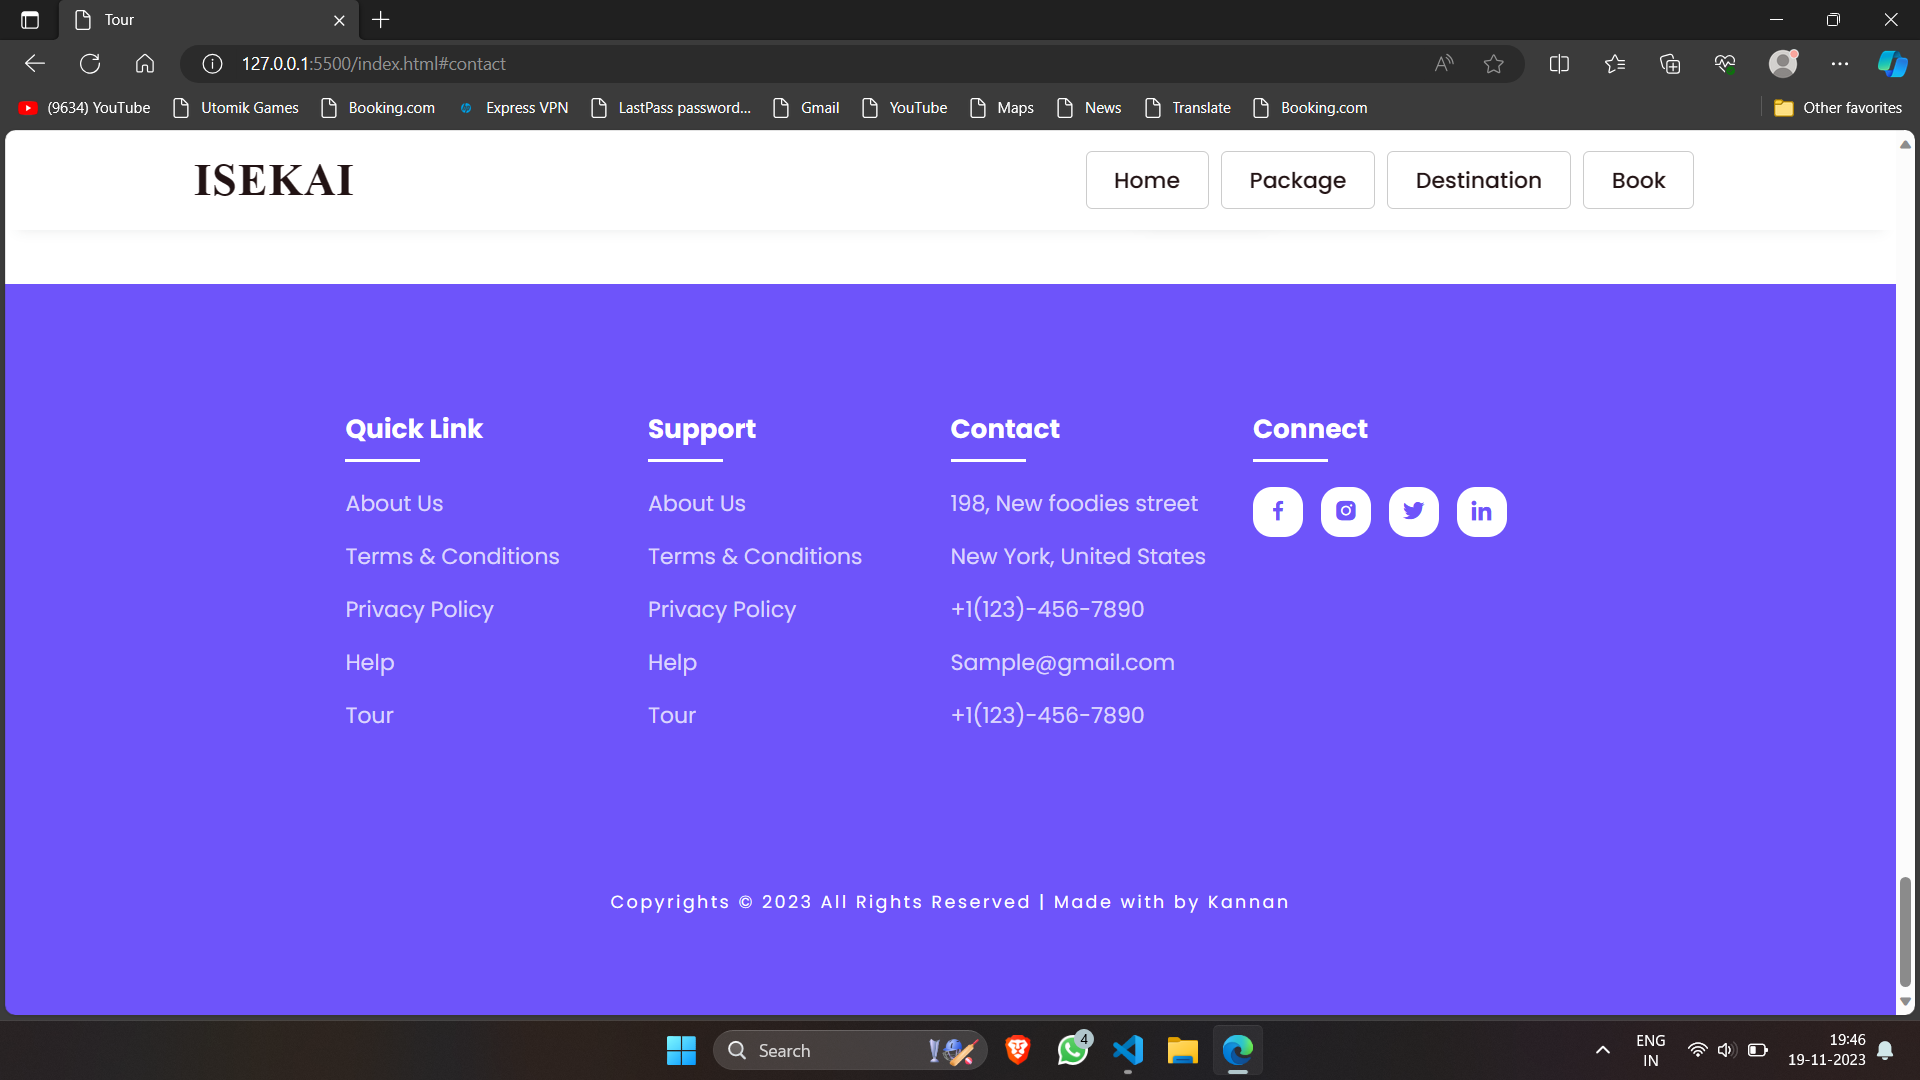 Tour
127.0.0.1:5500/index.html#contact
(9634) YouTube
Utomik Games
Booking.com
Express VPN
LastPass password...
Gmail
YouTube
Maps
News
Translate
Booking.com
Other favorites
ISEKAI
Home
Package
Destination
Book
Quick Link
About Us
Terms & Conditions
Privacy Policy
Help
Tour
Support
About Us
Terms & Conditions
Privacy Policy
Help
Tour
Contact
198, New foodies street
New York, United States
+1(123)-456-7890
Sample@gmail.com
+1(123)-456-7890
Connect
Copyrights © 2023 All Rights Reserved | Made with by Kannan
Search
4
ENG
IN
19:46
19-11-2023